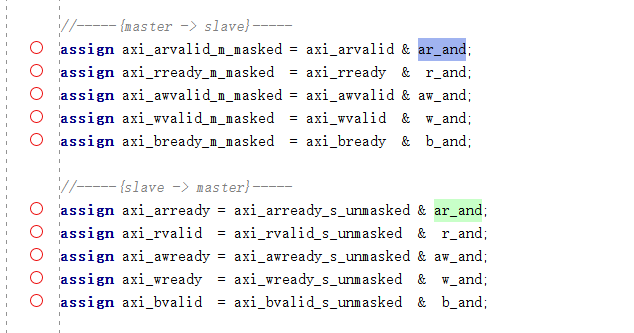 //-----{master -> slave}-----
assign axi_arvalid_m_masked = axi_arvalid & ar_and;
assign axi_rready_m_masked  = axi_rready  &  r_and;
assign axi_awvalid_m_masked = axi_awvalid & aw_and;
assign axi_wvalid_m_masked  = axi_wvalid  &  w_and;
assign axi_bready_m_masked  = axi_bready  &  b_and;
//-----{slave -> master}-----
assign axi_arready = axi_arready_s_unmasked & ar_and;
assign axi_rvalid  = axi_rvalid_s_unmasked  &  r_and;
assign axi_awready = axi_awready_s_unmasked & aw_and;
assign axi_wready  = axi_wready_s_unmasked  &  w_and;
assign axi_bvalid  = axi_bvalid_s_unmasked  &  b_and;